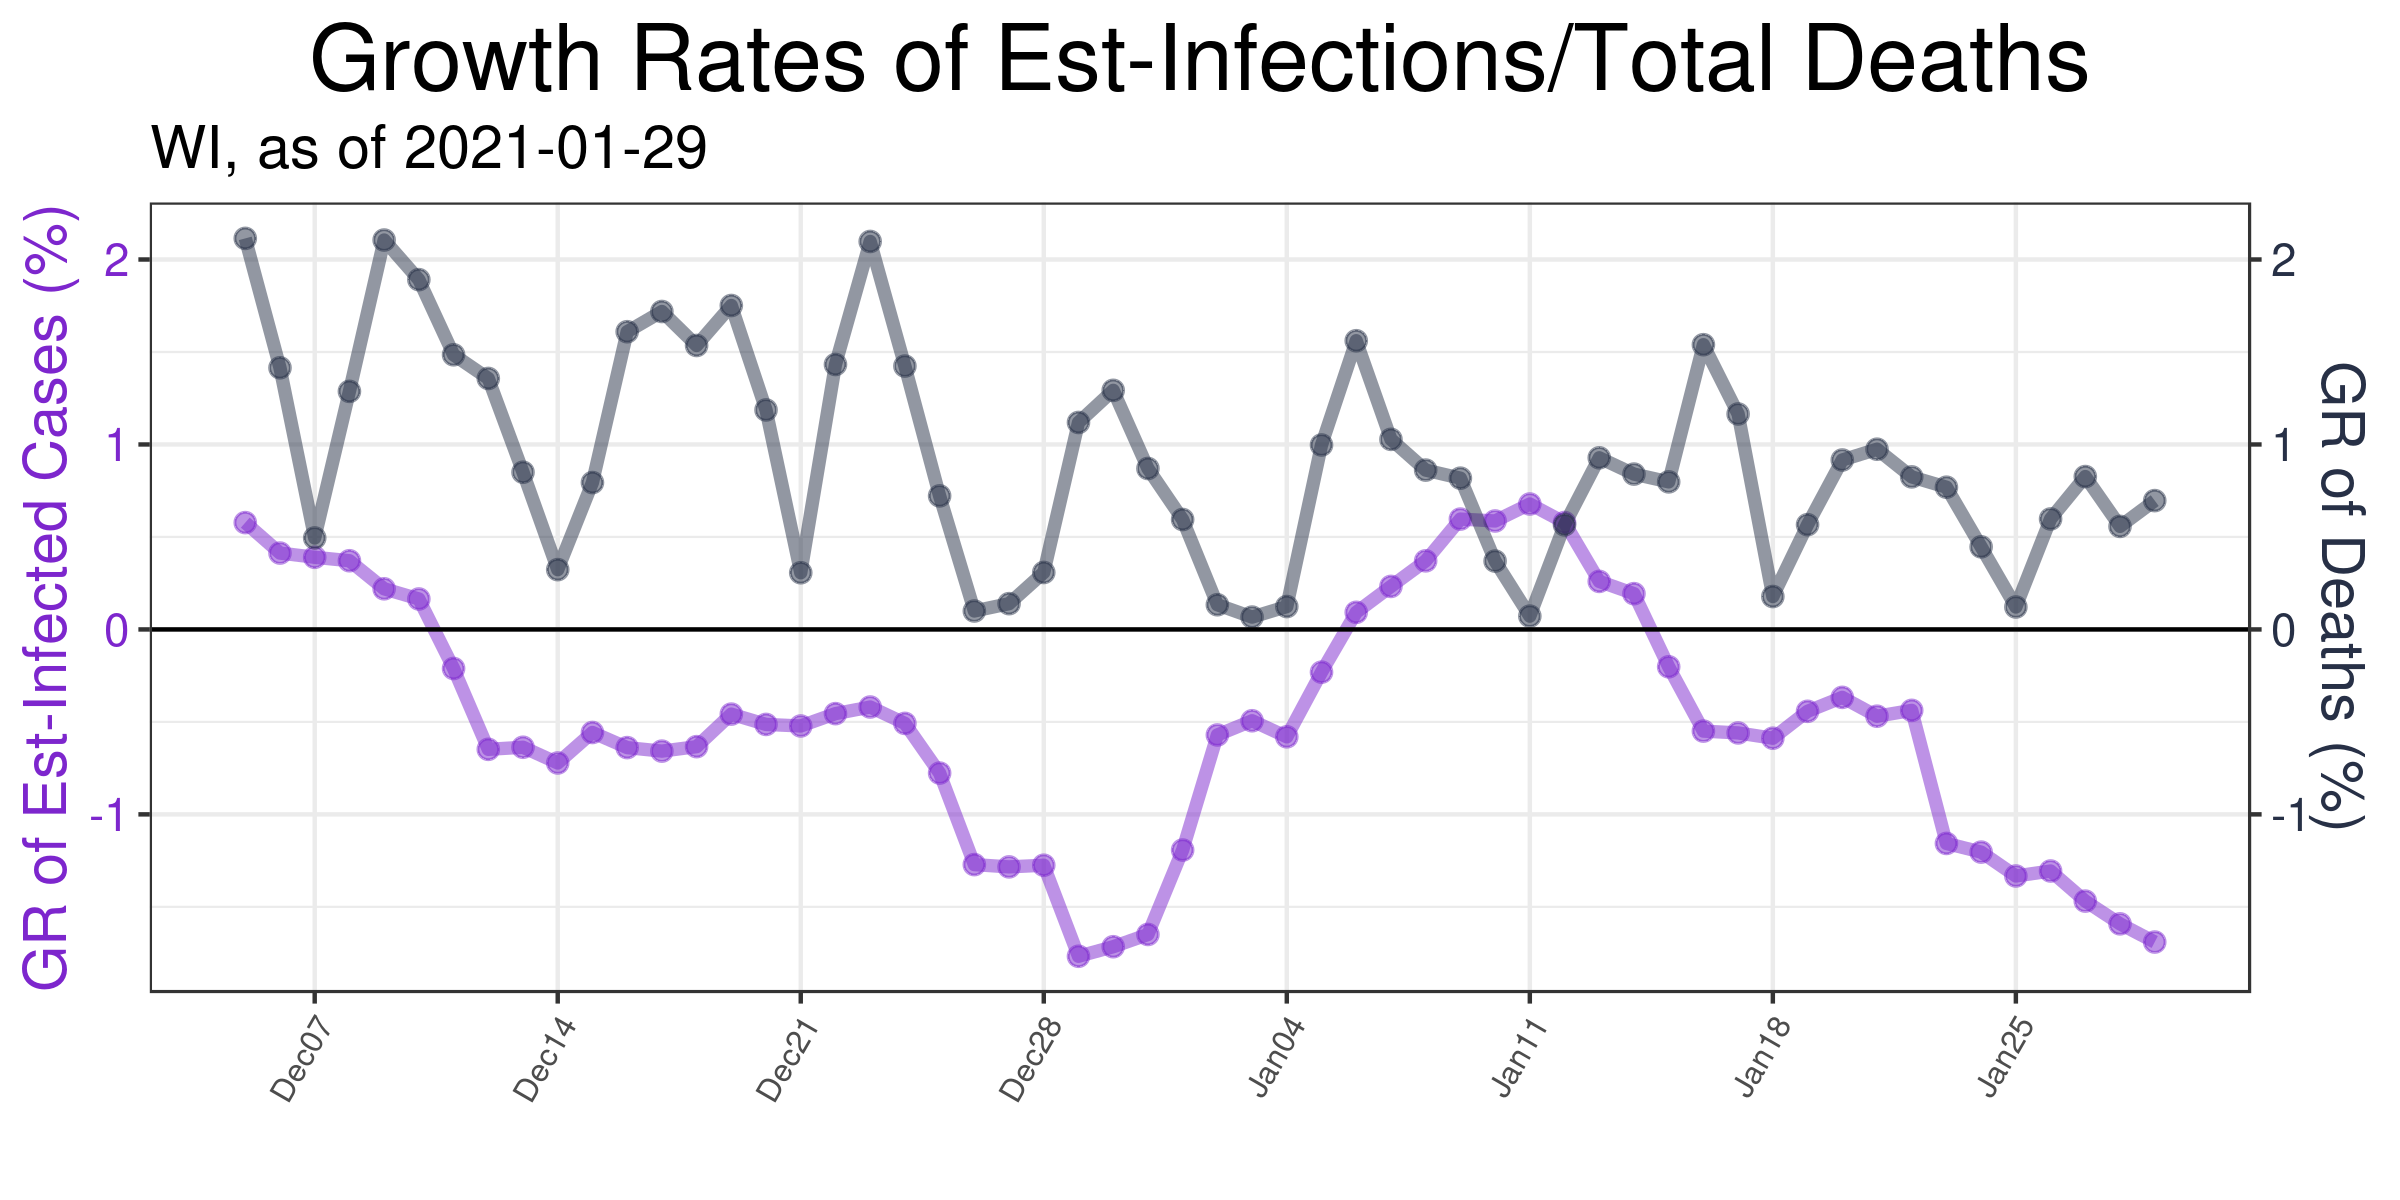 Growth Rates of Est-Infections/Total Deaths
WI, as of 2021-01-29
GR of Est-Infected Cases (%)
2
1
0
-1
2
1
0
-1
GR of Deaths (%)
Dec07
Dec14
Dec21
Dec28
Jan04
Jan11
Jan18
Jan25